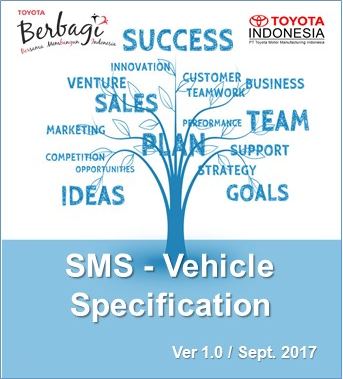 TOYOTA
Berbagi
Bersama Membangun Indonesia
TOYOTA
INDONESIA
PT Toyota Motor Manufacturing Indonesia
SUCCESS
INNOVATION
CUSTOMER
VENTURE
TEAMWORK
BUSINESS
SALES
PERFORMANCE
TEAM
MARKETING
PLAN
SUPPORT
COMPETITION
OPPORTUNITIES
STRATEGY
IDEAS
GOALS
SMS - Vehicle
Specification
Ver 1.0 / Sept. 2017